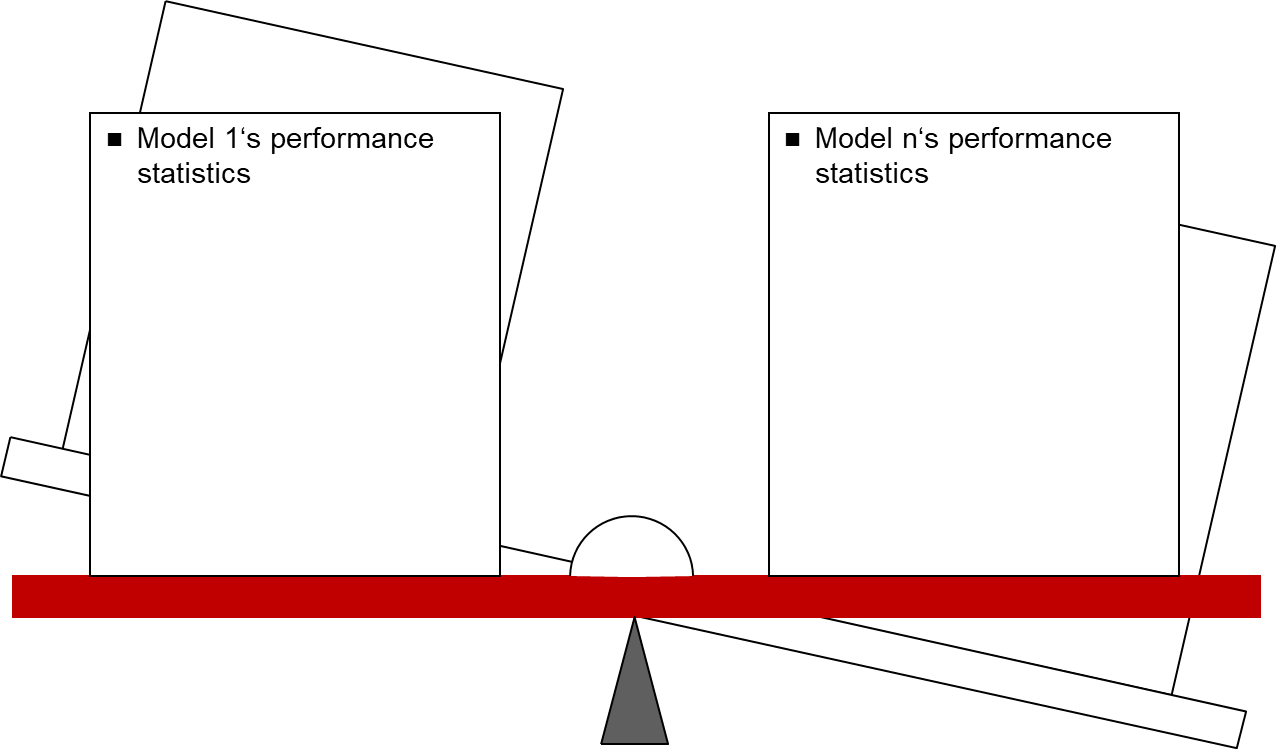 ■ Model 1‘s performance
statistics
■ Model n‘s performance
statistics